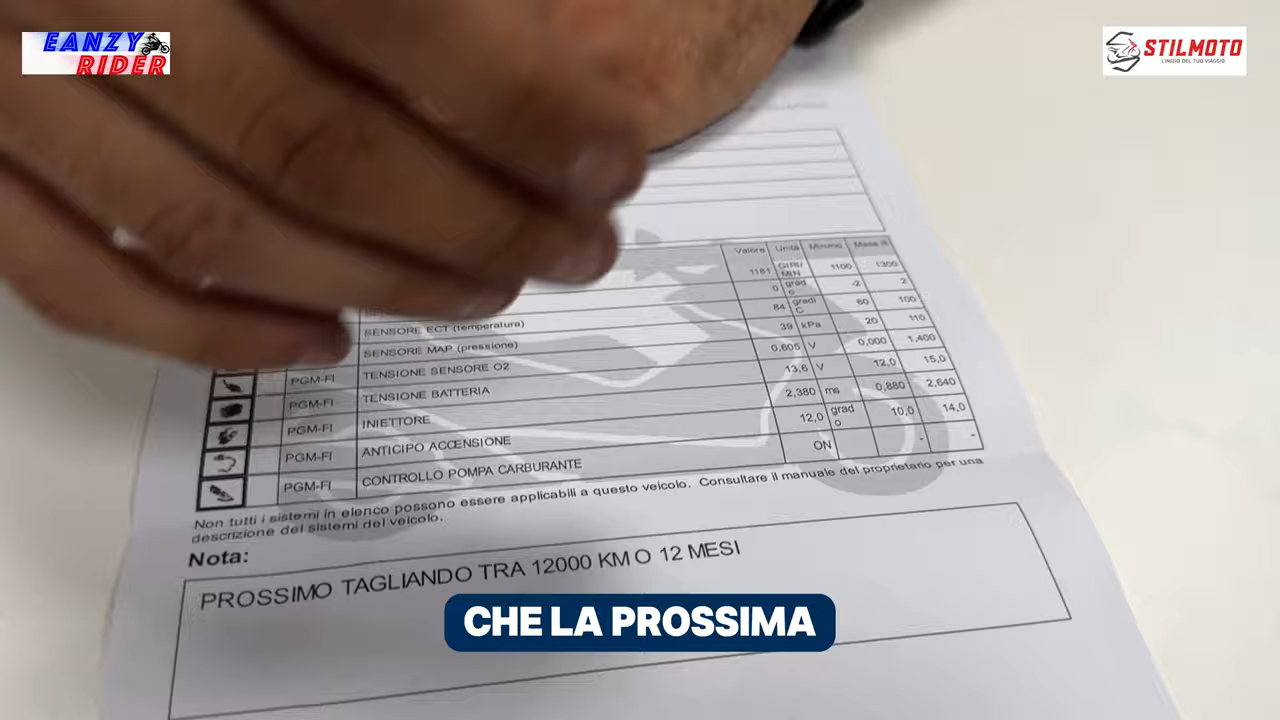 EANZY
RIDER
STILMOTO
L'INIZIO DEL TUO VIAGGIO
Valore Unità Minimo
1161 GIRI/MIN 1100 1300
0 grado -2 2
84 gradi C 60 100
SENSORE ECT (temperatura) 39 kPa 20 110
SENSORE MAP (pressione) 0,605 V 0,000 1,400
PGM-FI TENSIONE SENSORE O2 13,6 V 12,0 15,0
PGM-FI TENSIONE BATTERIA 2,380 ms 0,880 2,640
PGM-FI INIETTORE 12,0 grado 10,0 14,0
PGM-FI ANTICIPO ACCENSIONE ON - -
PGM-FI CONTROLLO POMPA CARBURANTE
Non tutti i sistemi in elenco possono essere applicabili a questo veicolo. Consultare il manuale del proprietario per una
descrizione dei sistemi del veicolo.
Nota:
PROSSIMO TAGLIANDO TRA 12000 KM O 12 MESI
CHE LA PROSSIMA